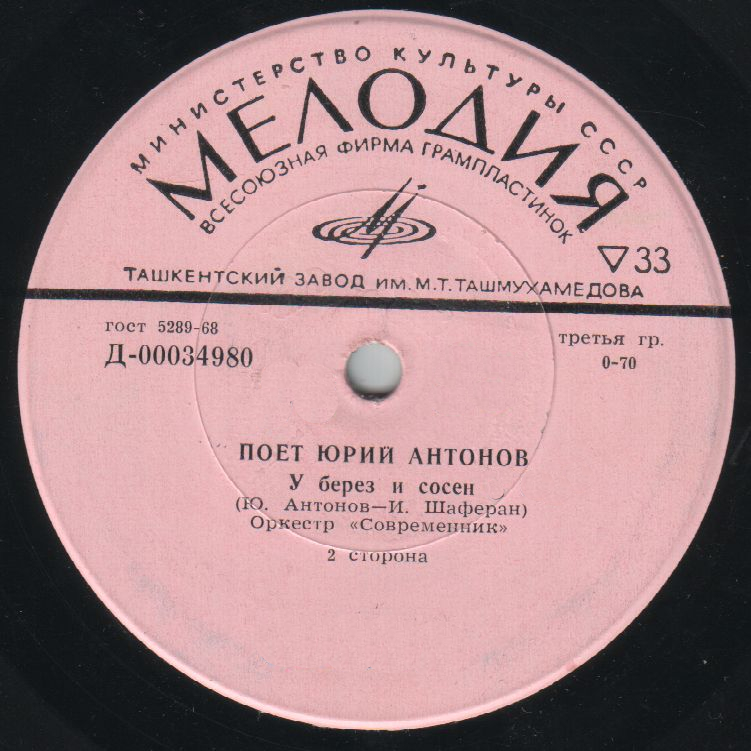 МИНИСТЕРСТВО КУЛЬТУРЫ СССР
МЕЛОДИЯ
ВСЕСОЮЗНАЯ ФИРМА ГРАМПЛАСТИНОК
33
ТАШКЕНТСКИЙ ЗАВОД ИМ. М. Т. ТАШМУХАМЕДОВА
гост 5289-68
третья гр.
Д-00034980
0-70
ПОЕТ ЮРИЙ АНТОНОВ
У берез и сосен
(Ю. Антонов—И. Шаферан)
Оркестр «Современник»
2 сторона